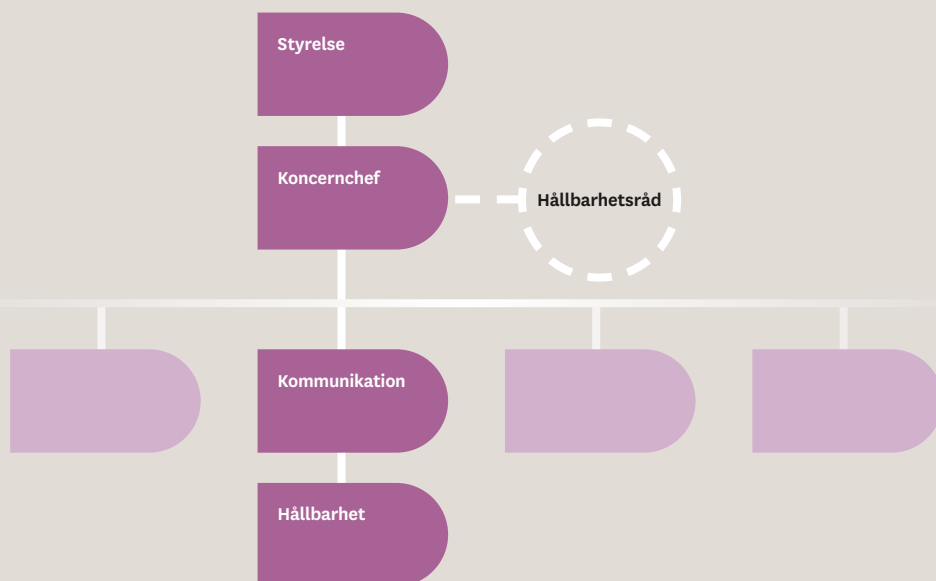 Styrelse
Koncernchef
Hållbarhetsråd
Kommunikation
Hållbarhet